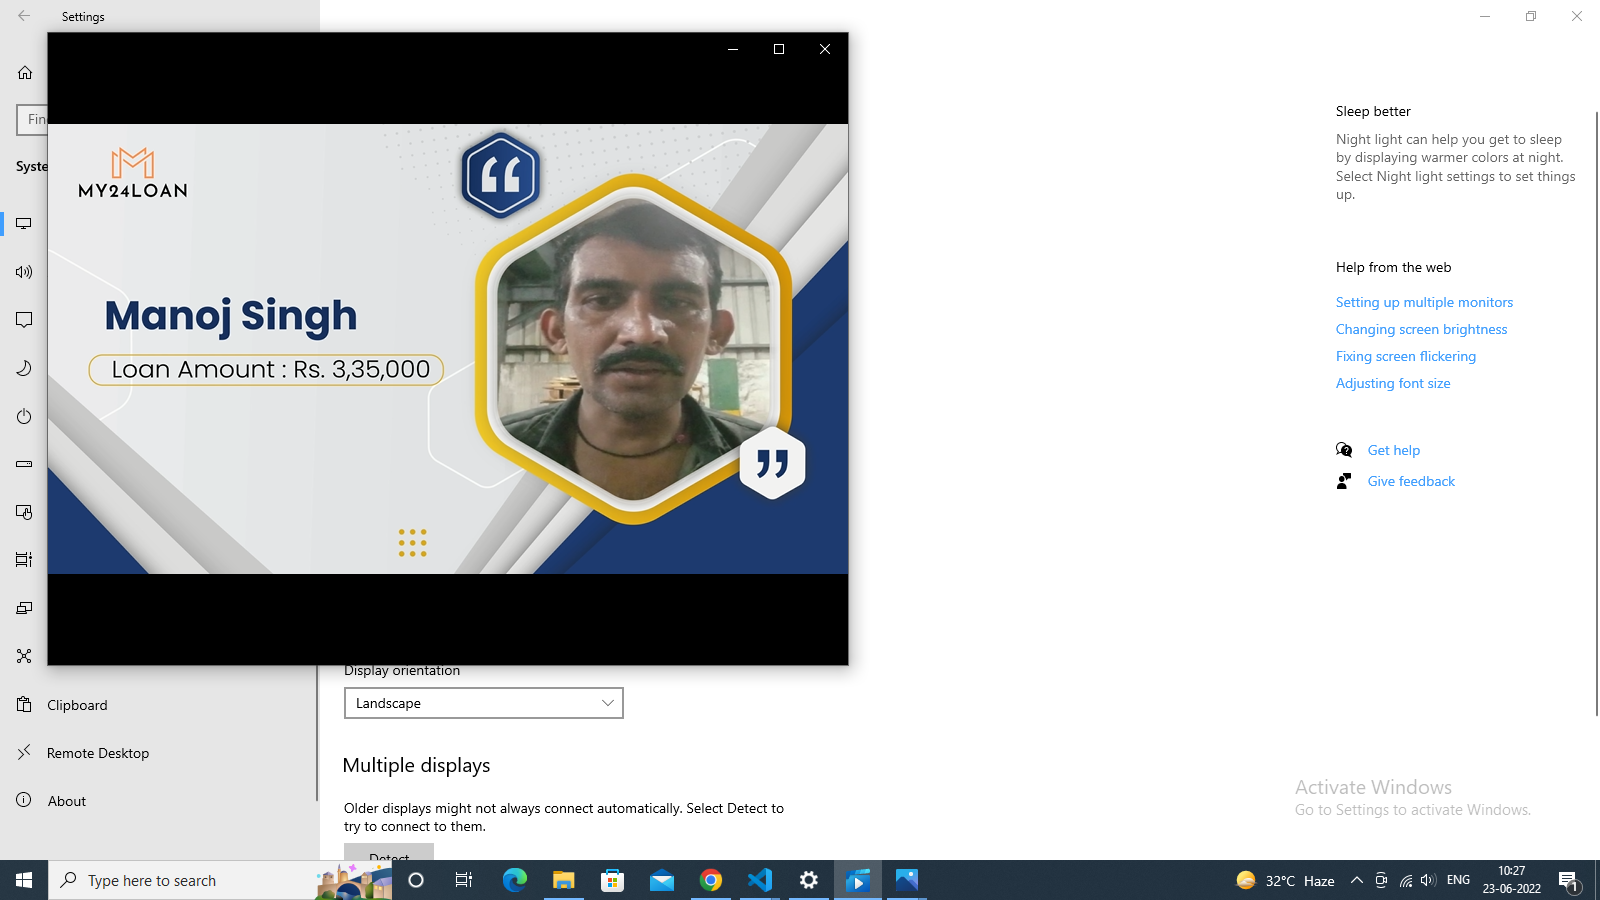 Settings
Fin
Syste
MY24LOAN
Manoj Singh
Loan Amount : Rs. 3,35,000
Sleep better
Night light can help you get to sleep
by displaying warmer colors at night.
Select Night light settings to set things
up.
Help from the web
Setting up multiple monitors
Changing screen brightness
Fixing screen flickering
Adjusting font size
Get help
Give feedback
Display orientation
Landscape
Clipboard
Remote Desktop
About
Multiple displays
Older displays might not always connect automatically. Select Detect to
try to connect to them.
Detect
Activate Windows
Go to Settings to activate Windows.
Type here to search
32°C Haze
ENG
10:27
23-06-2022
1